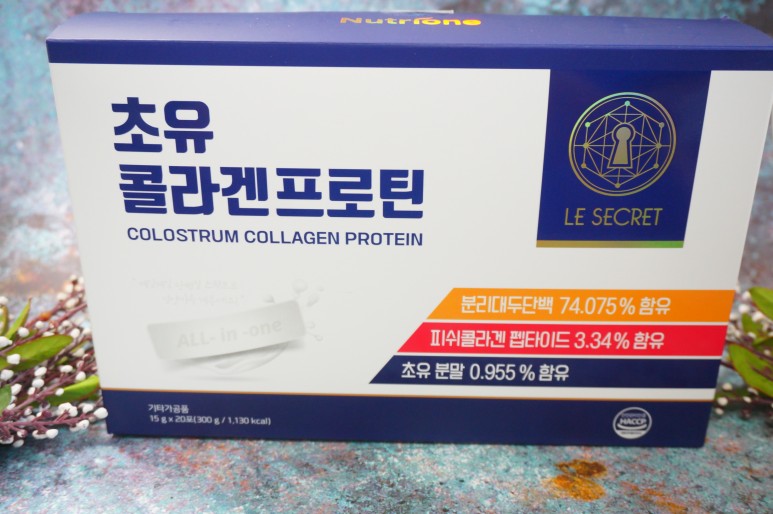 Nutrione
초유
콜라겐프로틴
COLOSTRUM COLLAGEN PROTEIN
LE SECRET
ALL- in -one
분리대두단백 74.075% 함유
피쉬콜라겐 펩타이드 3.34% 함유
초유 분말 0.955 % 함유
기타가공품
15 g x 20포(300 g / 1,130 kcal)
HACCP